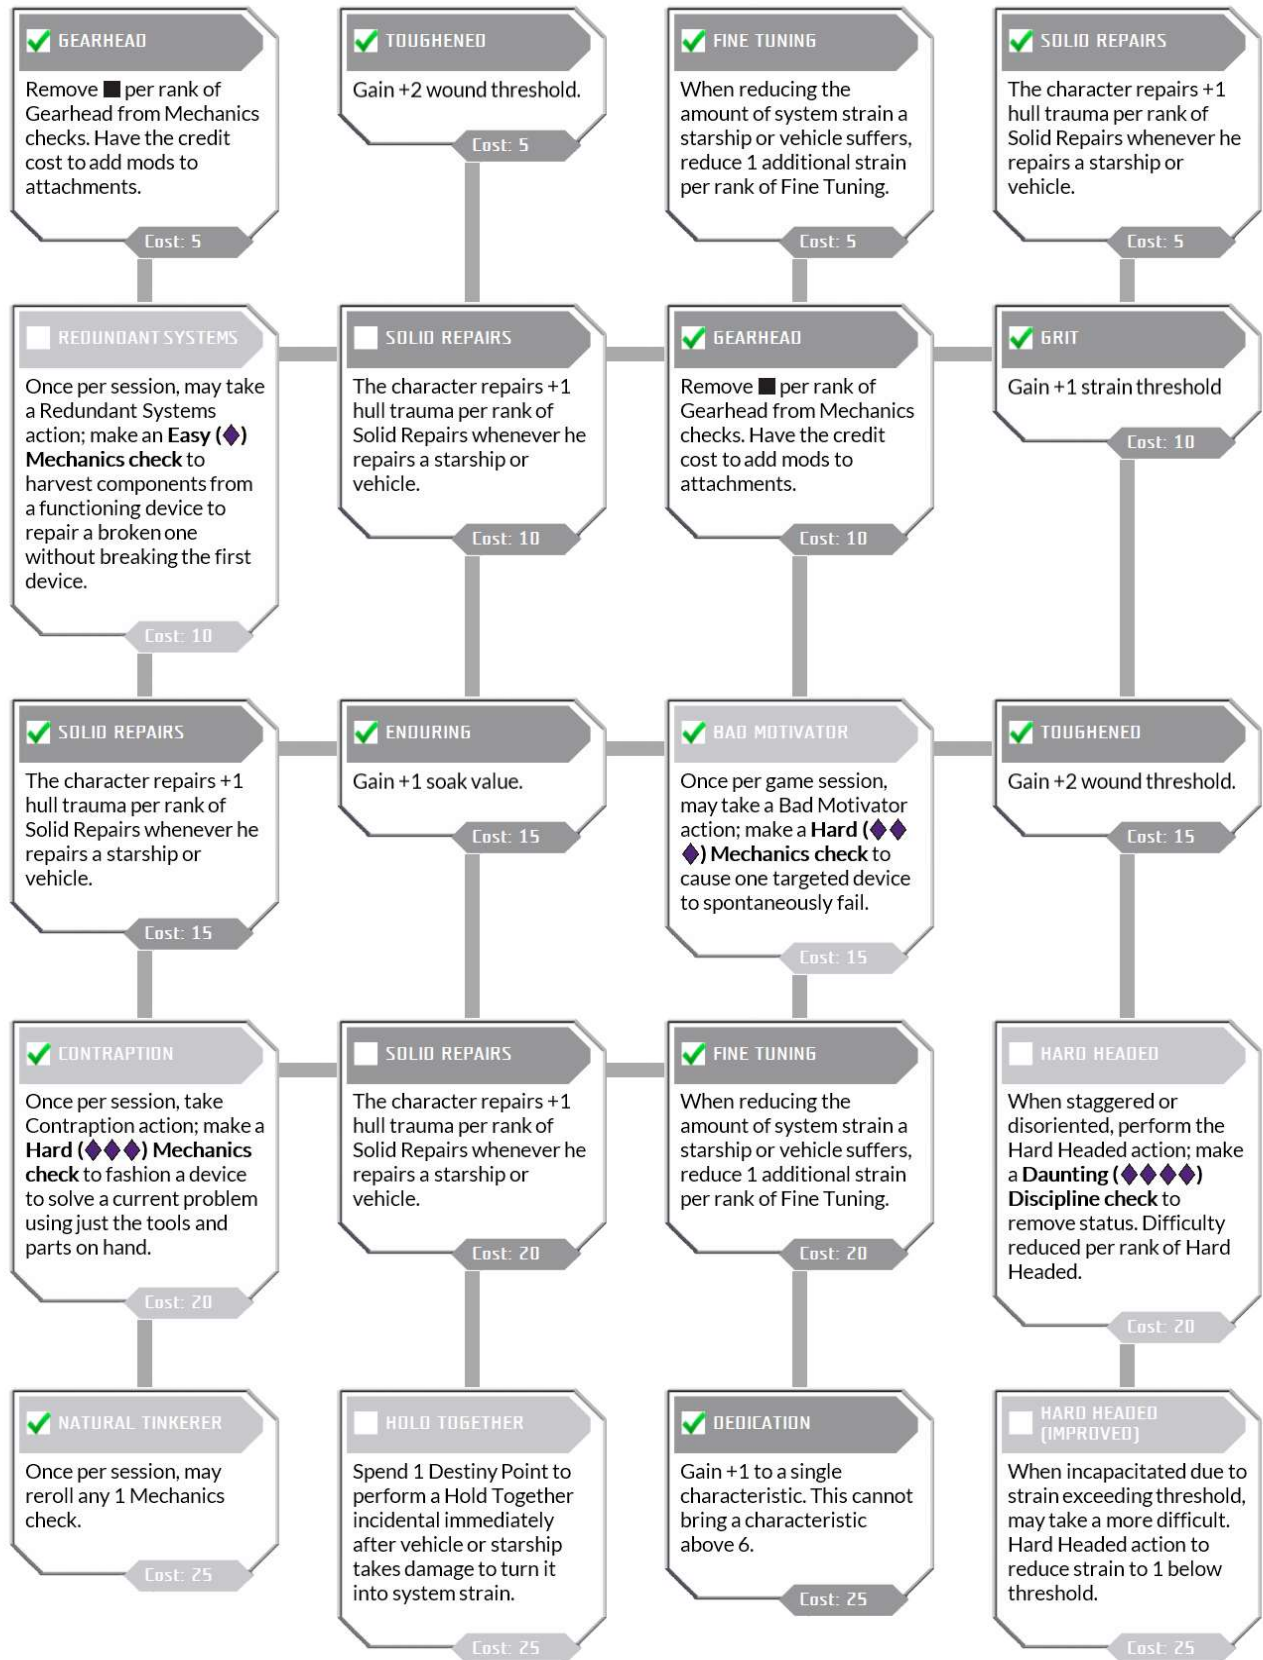 GEARHEAD
Remove ■ per rank of
Gearhead from Mechanics
checks. Have the credit
cost to add mods to
attachments.
Cost: 5
TOUGHENED
Gain +2 wound threshold.
Cost: 5
FINE TUNING
When reducing the
amount of system strain a
starship or vehicle suffers,
reduce 1 additional strain
per rank of Fine Tuning.
Cost: 5
SOLID REPAIRS
The character repairs +1
hull trauma per rank of
Solid Repairs whenever he
repairs a starship or
vehicle.
Cost: 5
REDUNDANT SYSTEMS
Once per session, may take
a Redundant Systems
action; make an Easy (◆)
Mechanics check to
harvest components from
a functioning device to
repair a broken one
without breaking the first
device.
Cost: 10
SOLID REPAIRS
The character repairs +1
hull trauma per rank of
Solid Repairs whenever he
repairs a starship or
vehicle.
Cost: 10
GEARHEAD
Remove ■ per rank of
Gearhead from Mechanics
checks. Have the credit
cost to add mods to
attachments.
Cost: 10
GRIT
Gain +1 strain threshold
Cost: 10
SOLID REPAIRS
The character repairs +1
hull trauma per rank of
Solid Repairs whenever he
repairs a starship or
vehicle.
Cost: 15
ENDURING
Gain +1 soak value.
Cost: 15
BAD MOTIVATOR
Once per game session,
may take a Bad Motivator
action; make a Hard (◆◆
◆) Mechanics check to
cause one targeted device
to spontaneously fail.
Cost: 15
TOUGHENED
Gain +2 wound threshold.
Cost: 15
CONTRAPTION
Once per session, take
Contraption action; make a
Hard (◆◆◆) Mechanics
check to fashion a device
to solve a current problem
using just the tools and
parts on hand.
Cost: 20
SOLID REPAIRS
The character repairs +1
hull trauma per rank of
Solid Repairs whenever he
repairs a starship or
vehicle.
Cost: 20
FINE TUNING
When reducing the
amount of system strain a
starship or vehicle suffers,
reduce 1 additional strain
per rank of Fine Tuning.
Cost: 20
HARD HEADED
When staggered or
disoriented, perform the
Hard Headed action; make
a Daunting (◆◆◆◆)
Discipline check to
remove status. Difficulty
reduced per rank of Hard
Headed.
Cost: 20
NATURAL TINKERER
Once per session, may
reroll any 1 Mechanics
check.
Cost: 25
HOLD TOGETHER
Spend 1 Destiny Point to
perform a Hold Together
incidental immediately
after vehicle or starship
takes damage to turn it
into system strain.
Cost: 25
DEDICATION
Gain +1 to a single
characteristic. This cannot
bring a characteristic
above 6.
Cost: 25
HARD HEADED
(IMPROVED)
When incapacitated due to
strain exceeding threshold,
may take a more difficult.
Hard Headed action to
reduce strain to 1 below
threshold.
Cost: 25